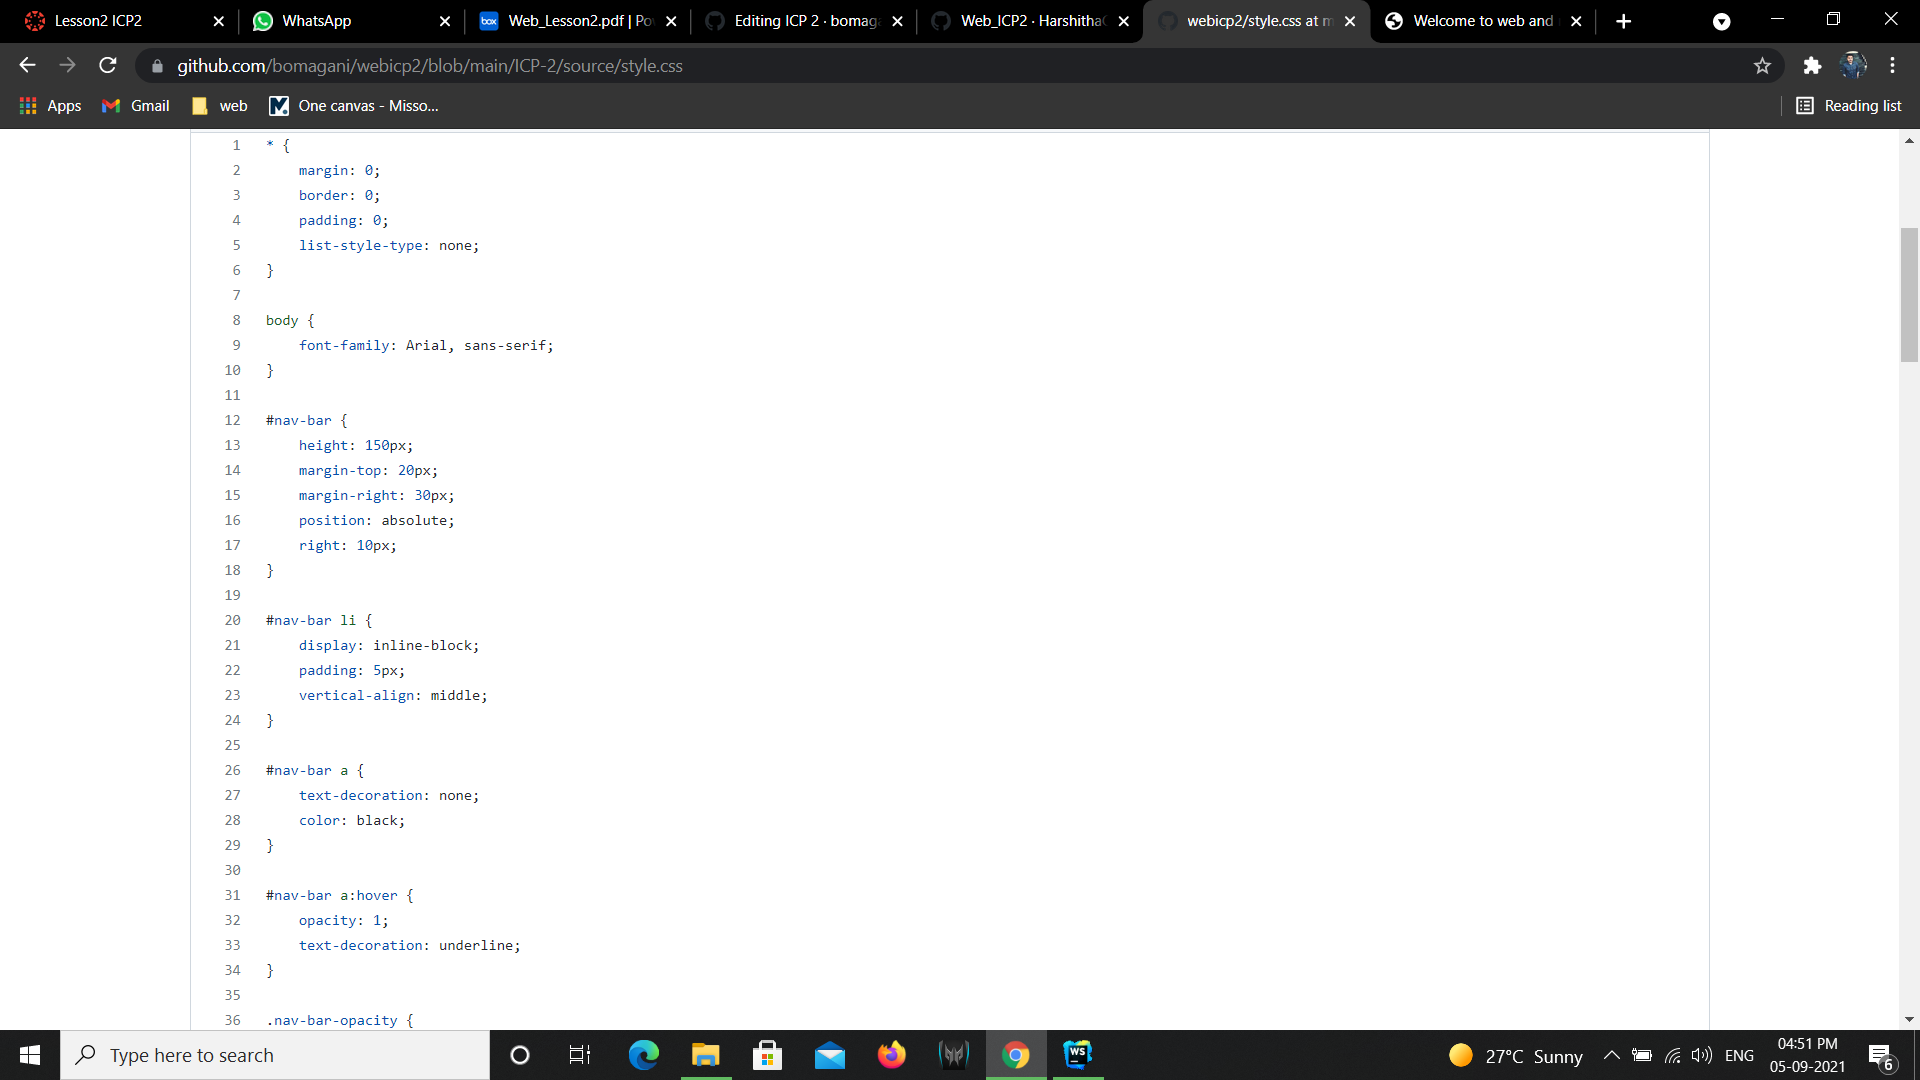 Lesson2 ICP2
WhatsApp
Web_Lesson2.pdf | Po
Editing ICP 2 · bomaga
Web_ICP2 · Harshitha
webicp2/style.css at m
Welcome to web and
github.com/bomagani/webicp2/blob/main/ICP-2/source/style.css
Apps
Gmail
web
One canvas - Misso...
Reading list
1 * {
2 margin: 0;
3 border: 0;
4 padding: 0;
5 list-style-type: none;
6 }
7
8 body {
9 font-family: Arial, sans-serif;
10 }
11
12 #nav-bar {
13 height: 150px;
14 margin-top: 20px;
15 margin-right: 30px;
16 position: absolute;
17 right: 10px;
18 }
19
20 #nav-bar li {
21 display: inline-block;
22 padding: 5px;
23 vertical-align: middle;
24 }
25
26 #nav-bar a {
27 text-decoration: none;
28 color: black;
29 }
30
31 #nav-bar a:hover {
32 opacity: 1;
33 text-decoration: underline;
34 }
35
36 .nav-bar-opacity {
Type here to search
WS
27°C Sunny
ENG
04:51 PM
05-09-2021
6